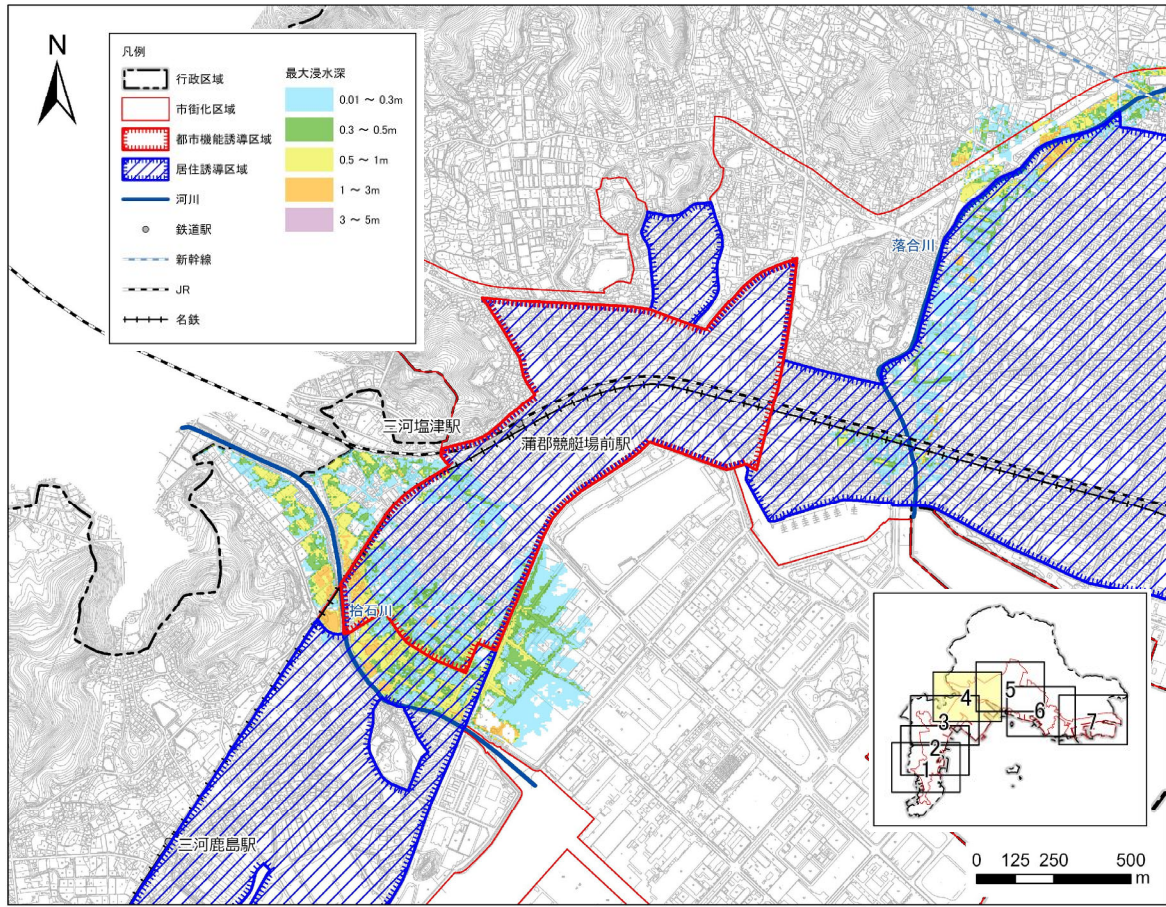 N
凡例
行政区域
市街化区域
都市機能誘導区域
居住誘導区域
河川
鉄道駅
新幹線
JR
名鉄
最大浸水深
0.01 ～ 0.3m
0.3 ～ 0.5m
0.5 ～ 1m
1 ～ 3m
3 ～ 5m
落合川
三河塩津駅
蒲郡競艇場前駅
拾石川
三河鹿島駅
4
5
6
7
3
2
1
0 125 250 500
m